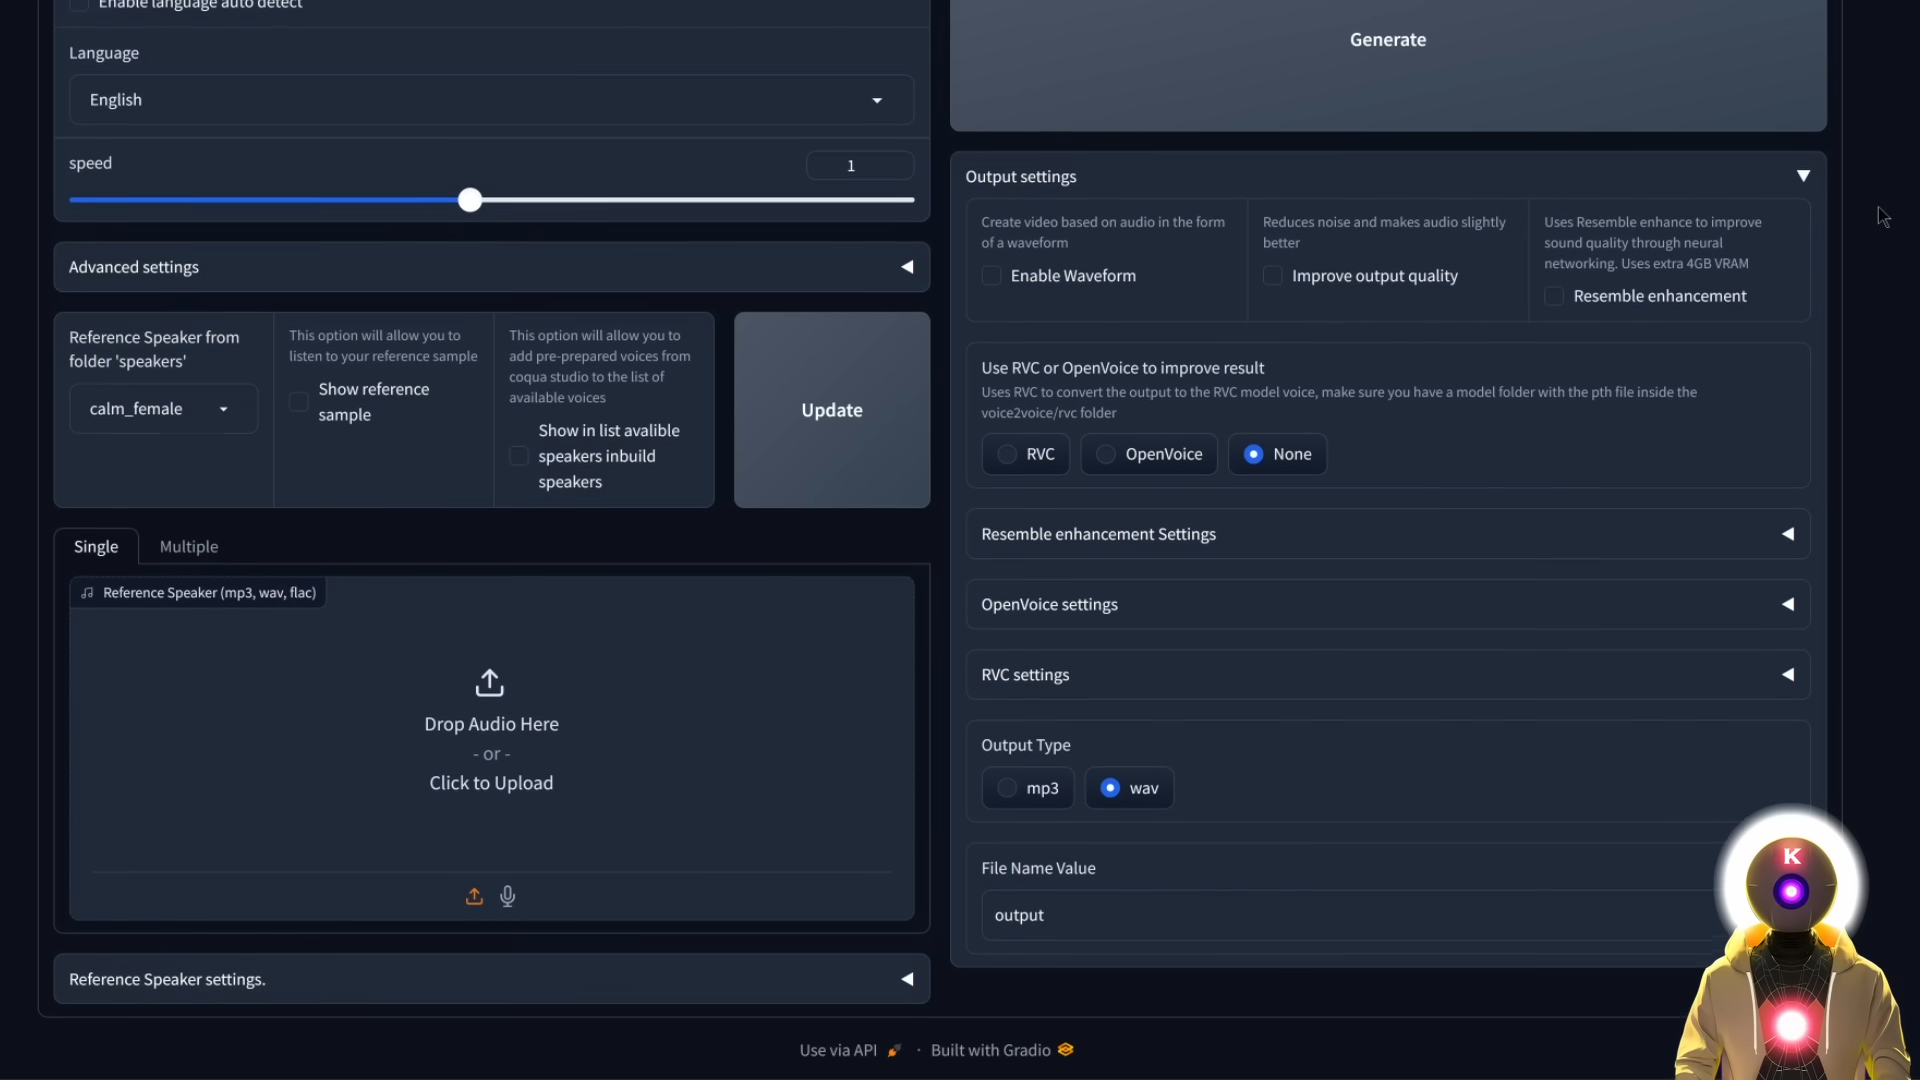 Enable language auto detect
Language
English
speed
1
Advanced settings
Reference Speaker from
folder 'speakers'
calm_female
This option will allow you to
listen to your reference sample
Show reference
sample
This option will allow you to
add pre-prepared voices from
coqua studio to the list of
available voices
Show in list avalible
speakers inbuild
speakers
Update
Single
Multiple
Reference Speaker (mp3, wav, flac)
Drop Audio Here
- or -
Click to Upload
Reference Speaker settings.
Generate
Output settings
Create video based on audio in the form
of a waveform
Enable Waveform
Reduces noise and makes audio slightly
better
Improve output quality
Uses Resemble enhance to improve
sound quality through neural
networking. Uses extra 4GB VRAM
Resemble enhancement
Use RVC or OpenVoice to improve result
Uses RVC to convert the output to the RVC model voice, make sure you have a model folder with the pth file inside the
voice2voice/rvc folder
RVC
OpenVoice
None
Resemble enhancement Settings
OpenVoice settings
RVC settings
Output Type
mp3
wav
File Name Value
output
K
Use via API
·
Built with Gradio